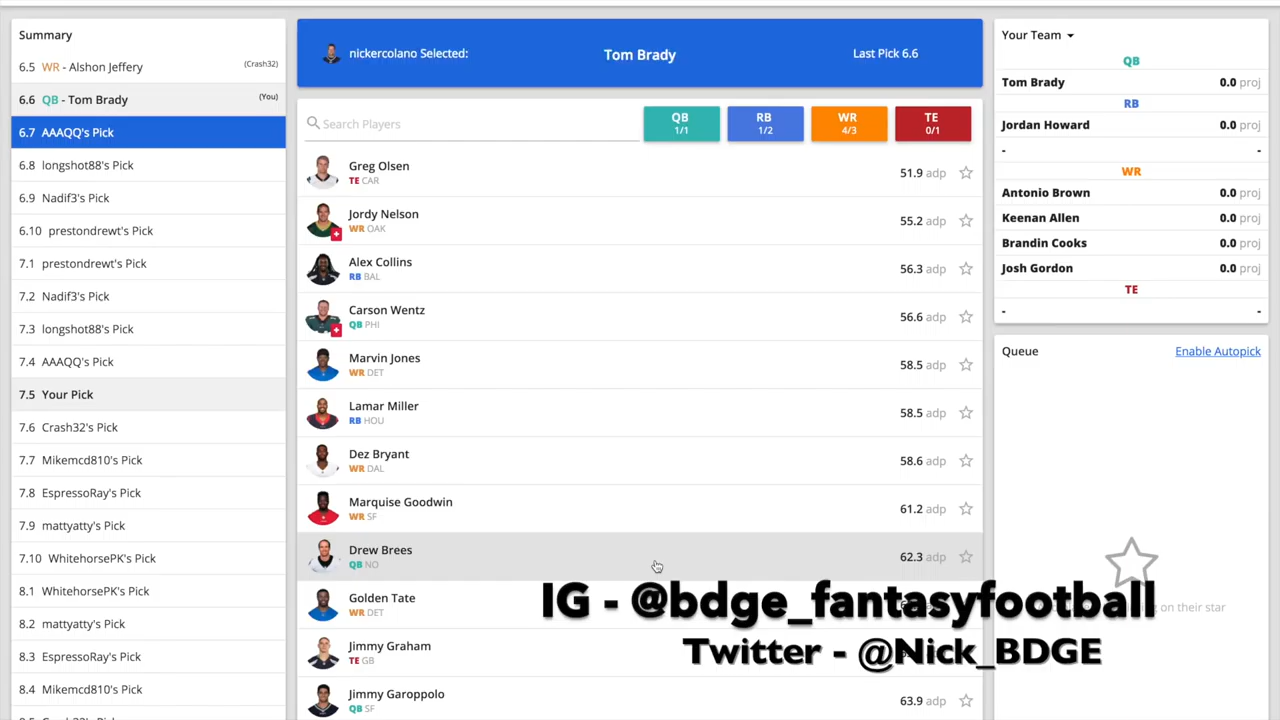 Summary
6.5 WR - Alshon Jeffery (Crash32)
6.6 QB - Tom Brady (You)
6.7 AAAQQ's Pick
6.8 longshot88's Pick
6.9 Nadif3's Pick
6.10 prestondrewt's Pick
7.1 prestondrewt's Pick
7.2 Nadif3's Pick
7.3 longshot88's Pick
7.4 AAAQQ's Pick
7.5 Your Pick
7.6 Crash32's Pick
7.7 Mikemcd810's Pick
7.8 EspressoRay's Pick
7.9 mattyatty's Pick
7.10 WhitehorsePK's Pick
8.1 WhitehorsePK's Pick
8.2 mattyatty's Pick
8.3 EspressoRay's Pick
8.4 Mikemcd810's Pick
nickercolano Selected: Tom Brady Last Pick 6.6
Search Players
QB 1/1
RB 1/2
WR 4/3
TE 0/1
Greg Olsen 51.9 adp
TE CAR
Jordy Nelson 55.2 adp
WR OAK
Alex Collins 56.3 adp
RB BAL
Carson Wentz 56.6 adp
QB PHI
Marvin Jones 58.5 adp
WR DET
Lamar Miller 58.5 adp
RB HOU
Dez Bryant 58.6 adp
WR DAL
Marquise Goodwin 61.2 adp
WR SF
Drew Brees 62.3 adp
QB NO
Golden Tate
WR DET
Jimmy Graham
TE GB
Jimmy Garoppolo 63.9 adp
QB SF
Your Team
QB
Tom Brady 0.0 proj
RB
Jordan Howard 0.0 proj
- -
WR
Antonio Brown 0.0 proj
Keenan Allen 0.0 proj
Brandin Cooks 0.0 proj
Josh Gordon 0.0 proj
TE
- -
Queue Enable Autopick
on their star
IG - @bdge_fantasyfootball
Twitter - @Nick_BDGE